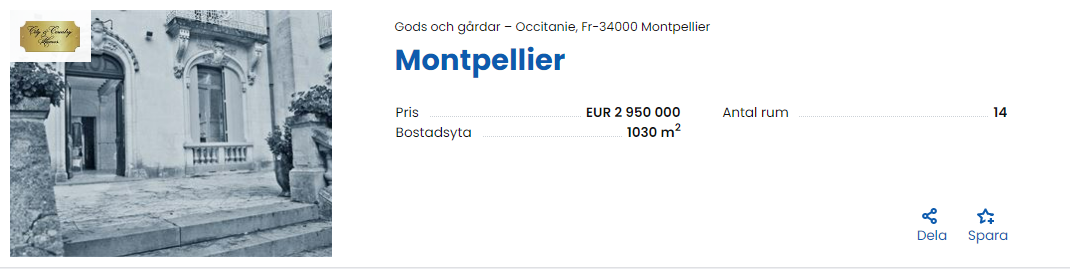 City & Country
Homes
Gods och gårdar – Occitanie, Fr-34000 Montpellier
Montpellier
Pris EUR 2 950 000
Antal rum 14
Bostadsyta 1030 m²
Dela
Spara